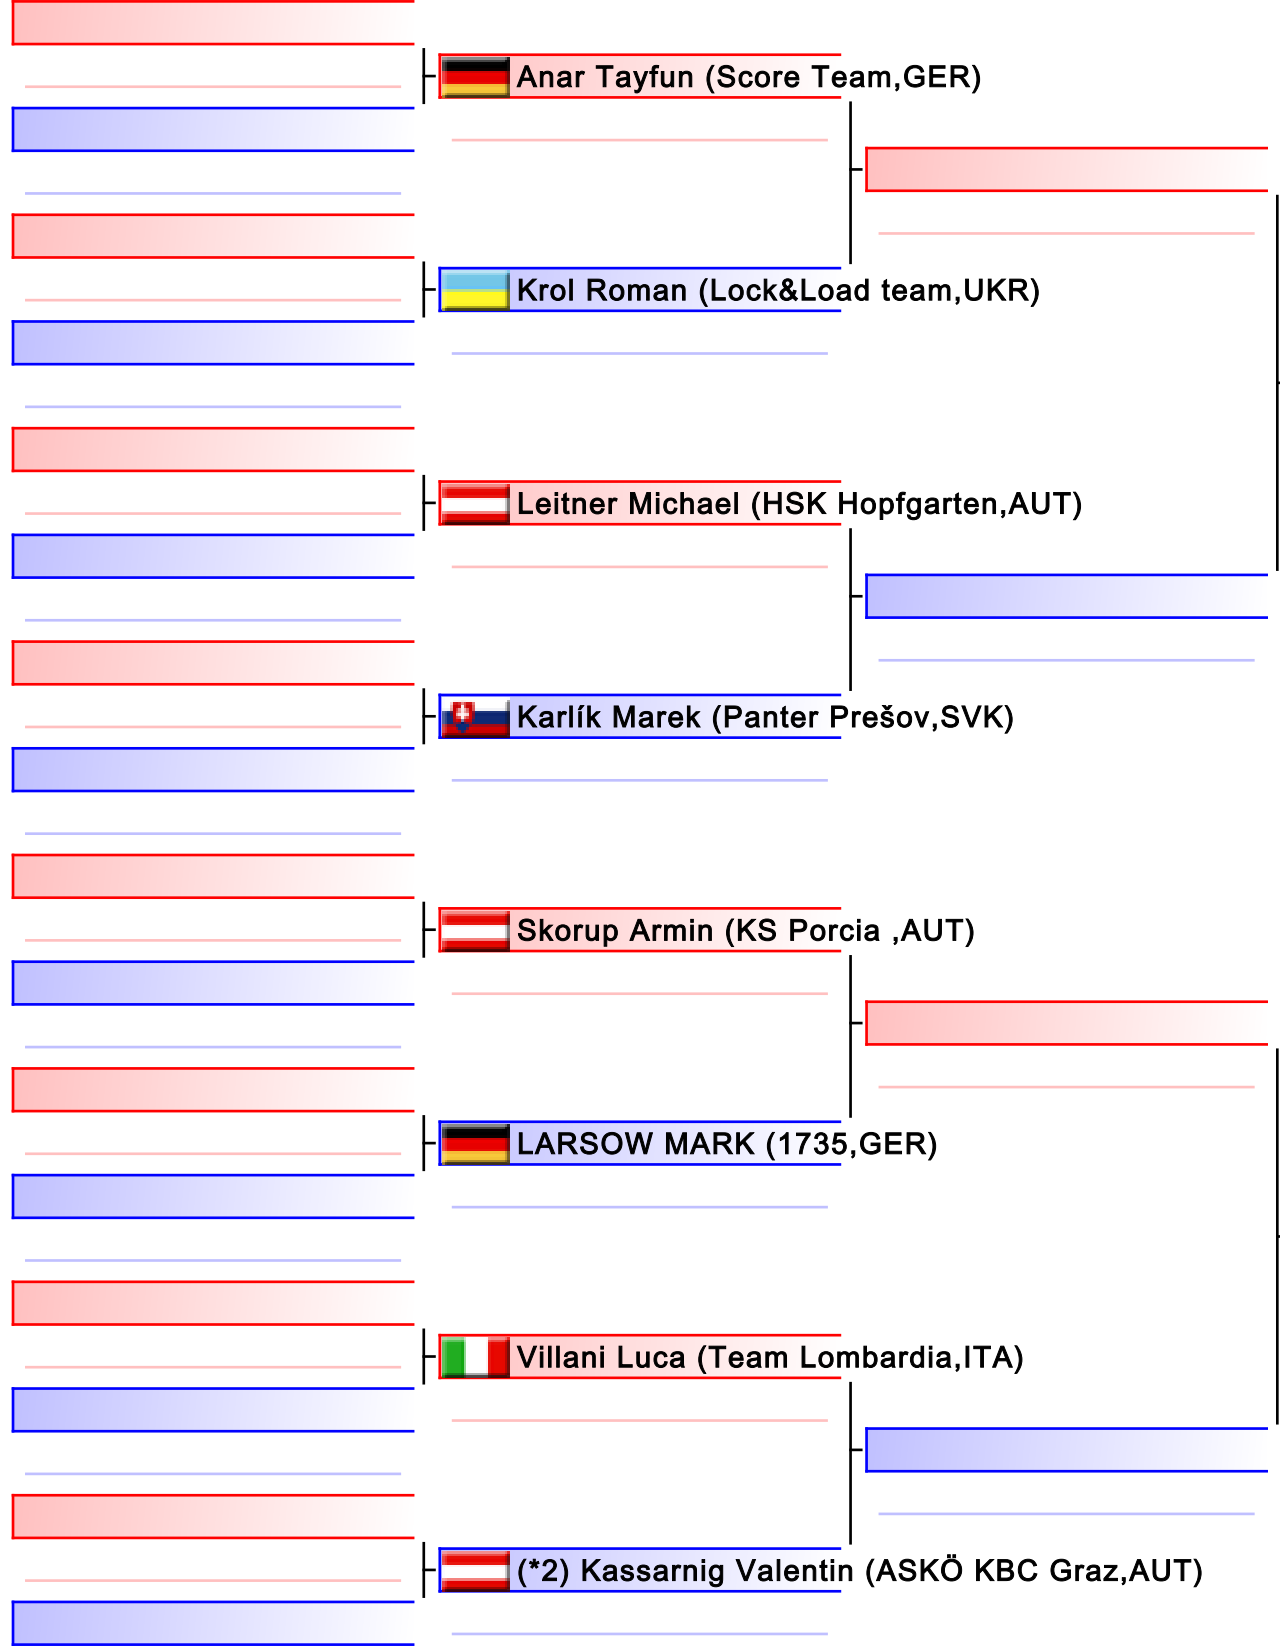 Anar Tayfun (Score Team,GER)
Krol Roman (Lock&Load team,UKR)
Leitner Michael (HSK Hopfgarten,AUT)
Karlík Marek (Panter Prešov,SVK)
Skorup Armin (KS Porcia ,AUT)
LARSOW MARK (1735,GER)
Villani Luca (Team Lombardia,ITA)
(*2) Kassarnig Valentin (ASKÖ KBC Graz,AUT)